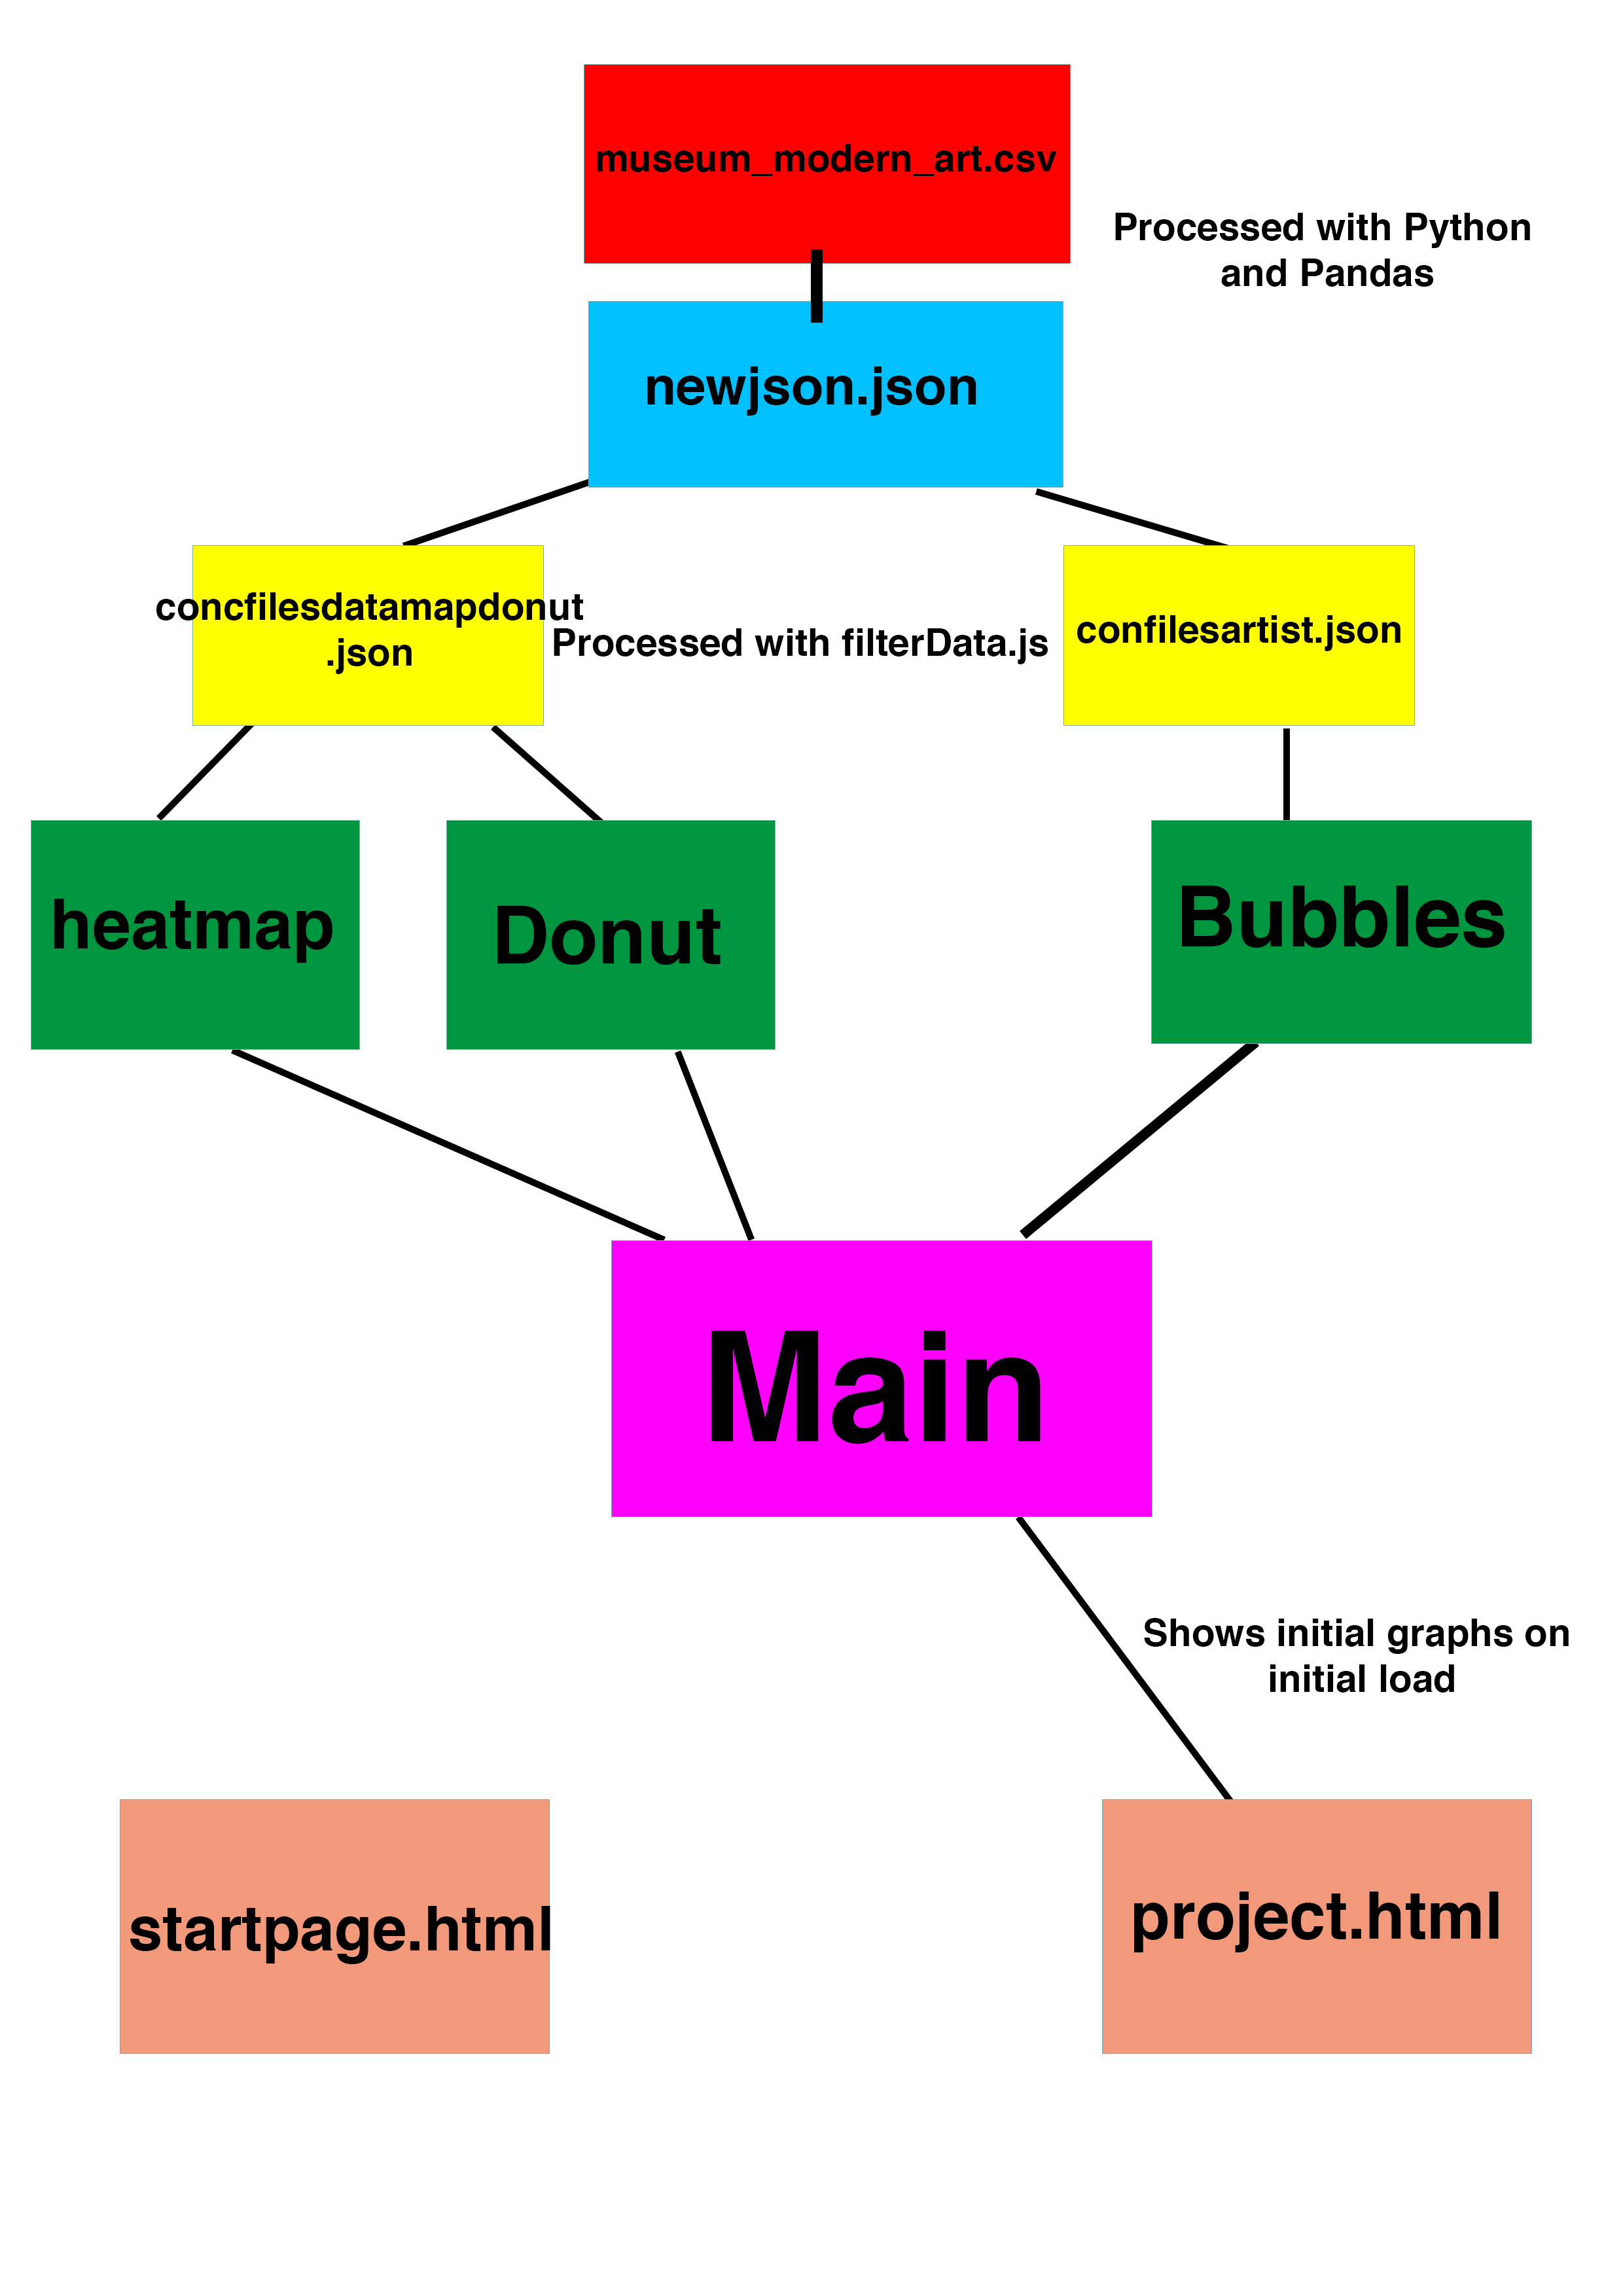 museum_modern_art.csv
Processed with Python
and Pandas
newjson.json
concfilesdatamapdonut
.json
Processed with filterData.js
confilesartist.json
heatmap
Donut
Bubbles
Main
Shows initial graphs on
initial load
startpage.html
project.html